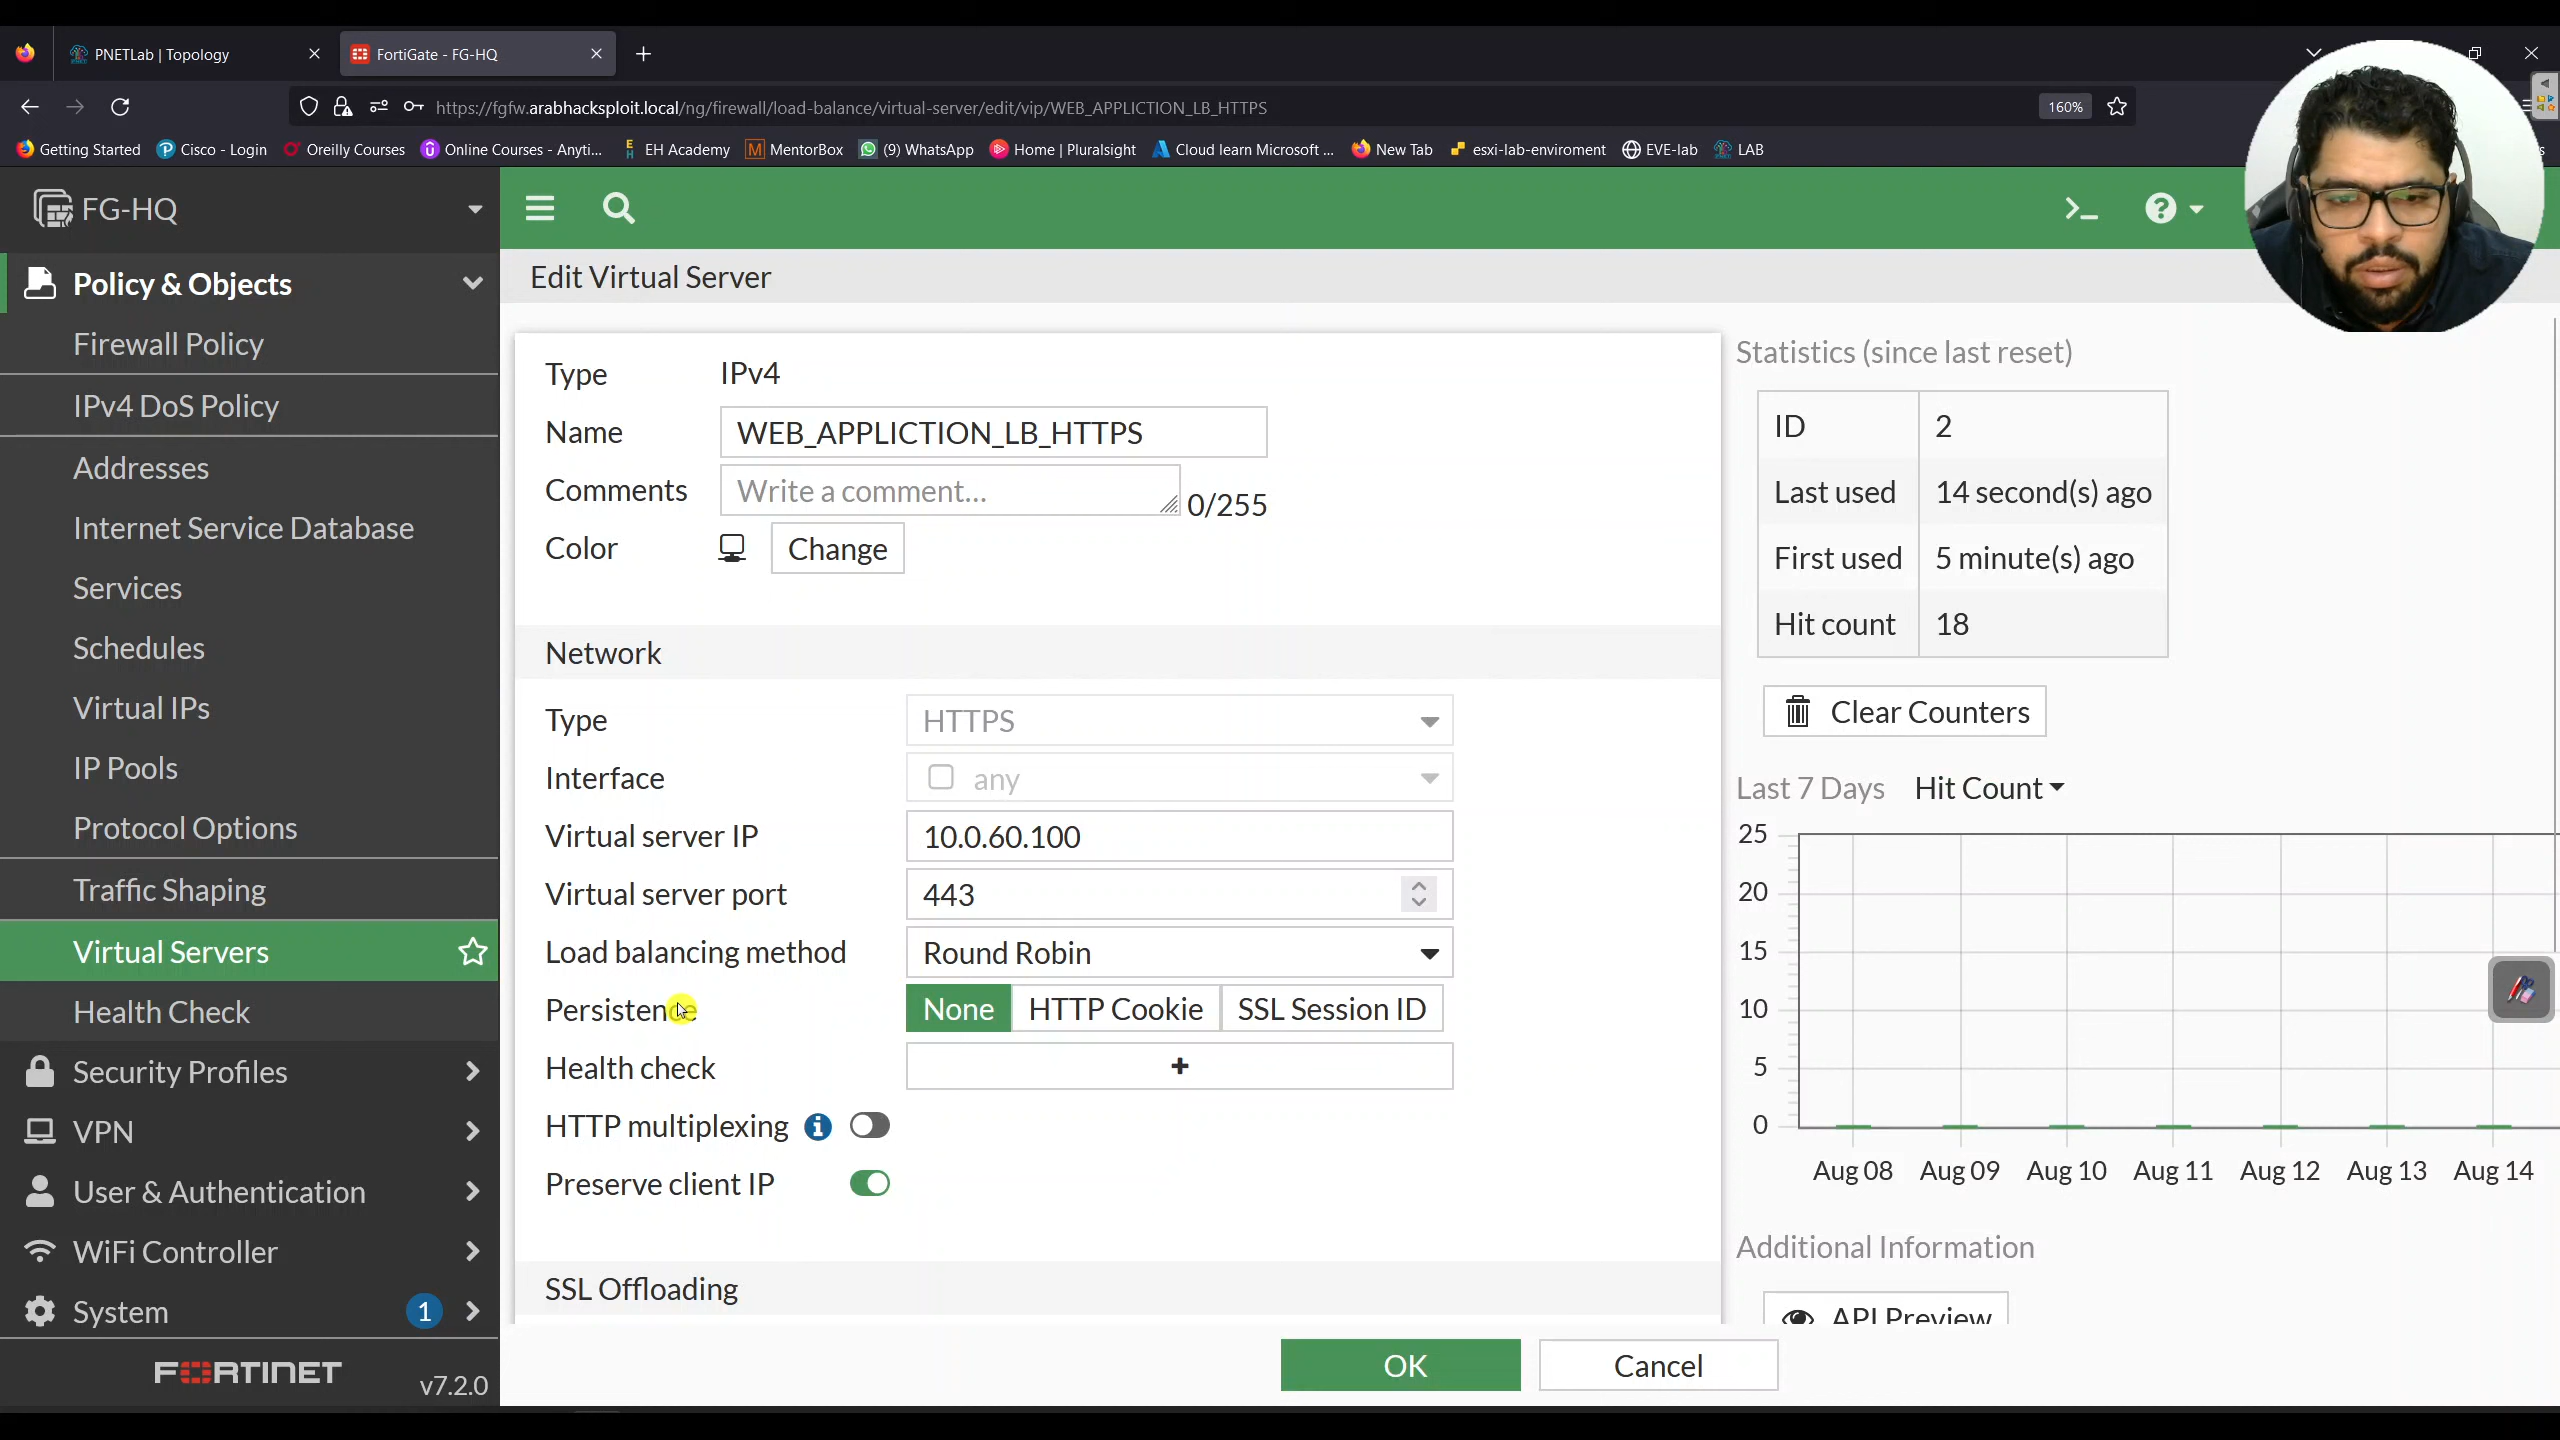 PNETLab | Topology
FortiGate - FG-HQ
https://fgfw.arabhacksploit.local/ng/firewall/load-balance/virtual-server/edit/vip/WEB_APPLICTION_LB_HTTPS
160%
Getting Started
Cisco - Login
Oreilly Courses
Online Courses - Anyti...
EH Academy
MentorBox
(9) WhatsApp
Home | Pluralsight
Cloud learn Microsoft ...
New Tab
esxi-lab-enviroment
EVE-lab
LAB
FG-HQ
Policy & Objects
Firewall Policy
IPv4 DoS Policy
Addresses
Internet Service Database
Services
Schedules
Virtual IPs
IP Pools
Protocol Options
Traffic Shaping
Virtual Servers
Health Check
Security Profiles
VPN
User & Authentication
WiFi Controller
System 1
FORTINET v7.2.0
Edit Virtual Server
Type IPv4
Name WEB_APPLICTION_LB_HTTPS
Comments Write a comment... 0/255
Color Change
Network
Type HTTPS
Interface any
Virtual server IP 10.0.60.100
Virtual server port 443
Load balancing method Round Robin
Persistence None HTTP Cookie SSL Session ID
Health check +
HTTP multiplexing
Preserve client IP
SSL Offloading
OK Cancel
Statistics (since last reset)
ID 2
Last used 14 second(s) ago
First used 5 minute(s) ago
Hit count 18
Clear Counters
Last 7 Days Hit Count
25
20
15
10
5
0
Aug 08 Aug 09 Aug 10 Aug 11 Aug 12 Aug 13 Aug 14
Additional Information
API Preview